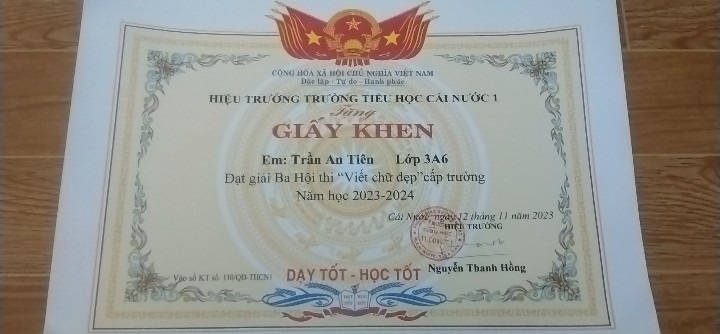 CỘNG HÒA XÃ HỘI CHỦ NGHĨA VIỆT NAM
Độc lập - Tự do - Hạnh phúc
HIỆU TRƯỞNG TRƯỜNG TIỂU HỌC CÁI NƯỚC 1
Tặng
GIẤY KHEN
Em: Trần An Tiên Lớp 3A6
Đạt giải Ba Hội thi “Viết chữ đẹp”cấp trường
Năm học 2023-2024
Cái Nước, ngày 12 tháng 11 năm 2023
HIỆU TRƯỞNG
TRƯỜNG
TIỂU HỌC
Nguyễn Thanh Hồng
Vào sổ KT số: 130/QĐ-THCN1
DẠY TỐT - HỌC TỐT